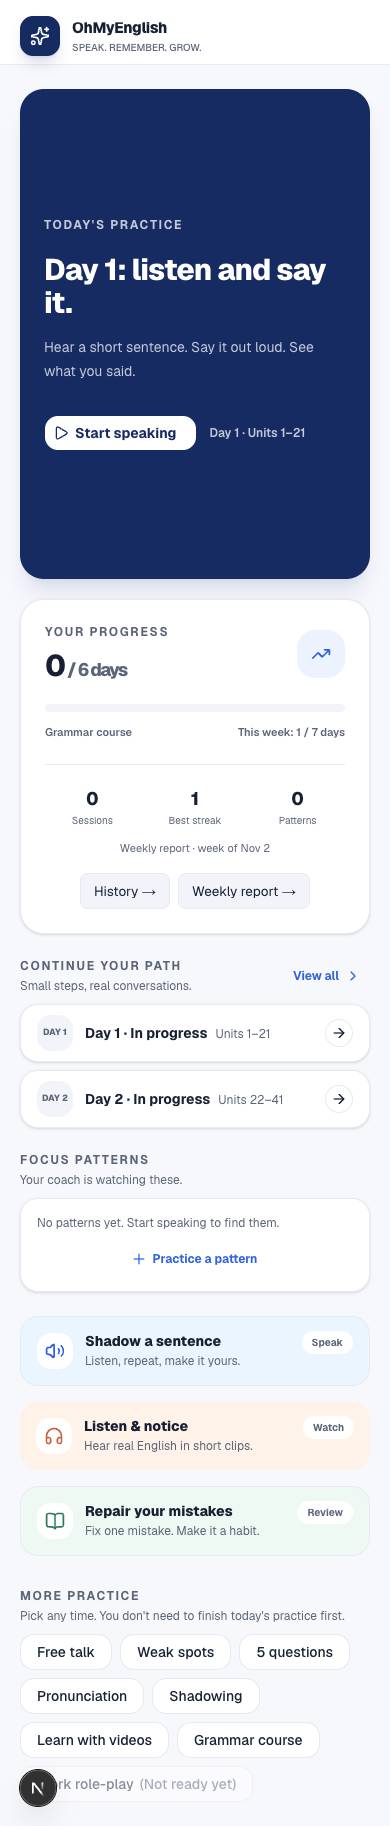 OhMyEnglish
SPEAK. REMEMBER. GROW.
TODAY'S PRACTICE
Day 1: listen and say
it.
Hear a short sentence. Say it out loud. See
what you said.
Start speaking
Day 1 · Units 1–21
YOUR PROGRESS
0 / 6 days
Grammar course
This week: 1 / 7 days
0
Sessions
1
Best streak
0
Patterns
Weekly report · week of Nov 2
History →
Weekly report →
CONTINUE YOUR PATH
Small steps, real conversations.
View all
DAY 1
Day 1 · In progress Units 1–21
DAY 2
Day 2 · In progress Units 22–41
FOCUS PATTERNS
Your coach is watching these.
No patterns yet. Start speaking to find them.
Practice a pattern
Shadow a sentence
Speak
Listen, repeat, make it yours.
Listen & notice
Watch
Hear real English in short clips.
Repair your mistakes
Review
Fix one mistake. Make it a habit.
MORE PRACTICE
Pick any time. You don't need to finish today's practice first.
Free talk
Weak spots
5 questions
Pronunciation
Shadowing
Learn with videos
Grammar course
N
role-play (Not ready yet)